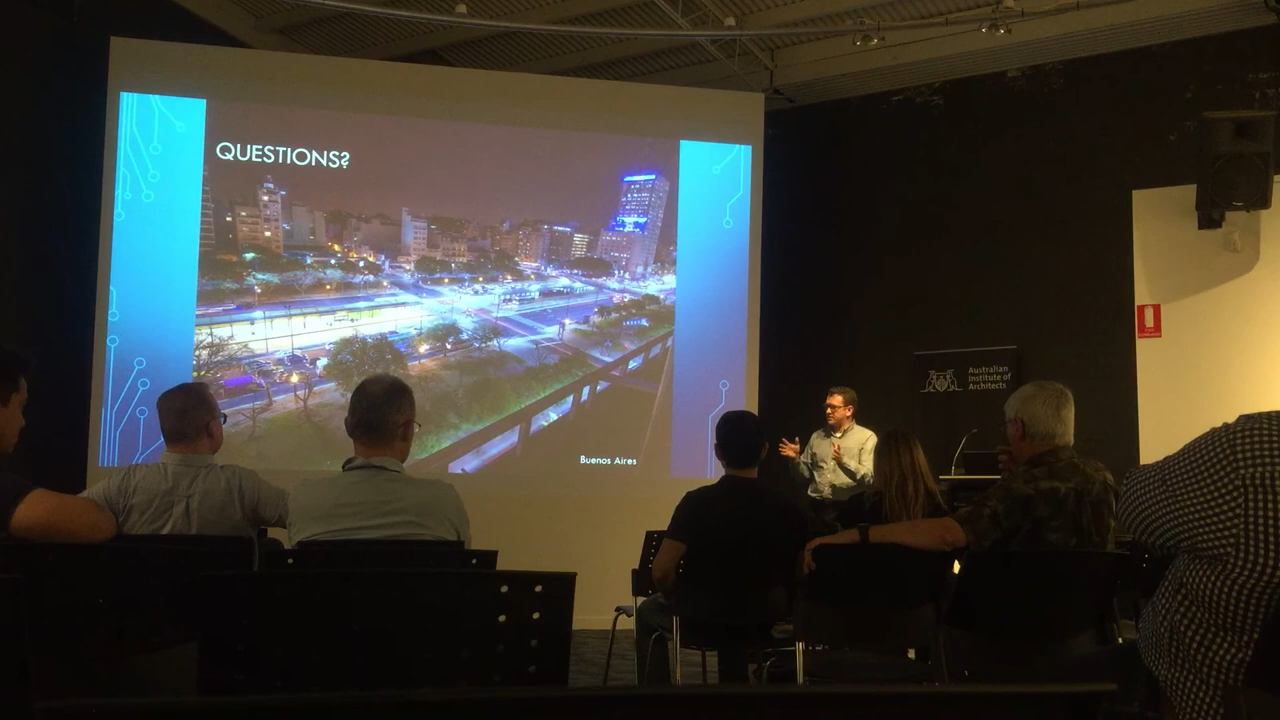 QUESTIONS?
Buenos Aires
Australian
Institute of
Architects